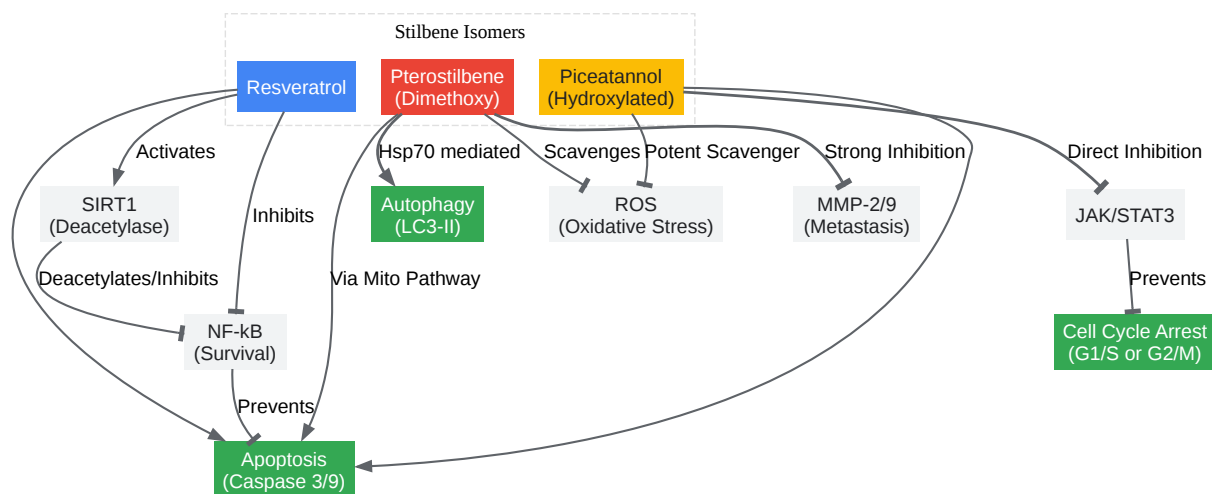 Stilbene Isomers
Resveratrol
Pterostilbene
(Dimethoxy)
Piceatannol
(Hydroxylated)
Activates
Hsp70 mediated
Scavenges
Potent Scavenger
Strong Inhibition
Direct Inhibition
SIRT1
(Deacetylase)
Inhibits
Autophagy
(LC3-II)
ROS
(Oxidative Stress)
MMP-2/9
(Metastasis)
JAK/STAT3
Deacetylates/Inhibits
Via Mito Pathway
Prevents
NF-kB
(Survival)
Cell Cycle Arrest
(G1/S or G2/M)
Prevents
Apoptosis
(Caspase 3/9)